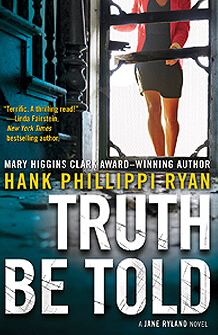 "Terrific. A thrilling read!"
Linda Fairstein,
New York Times
bestselling author.
MARY HIGGINS CLARK AWARD–WINNING AUTHOR
HANK PHILLIPPI RYAN
TRUTH
BE TOLD
A JANE RYLAND NOVEL